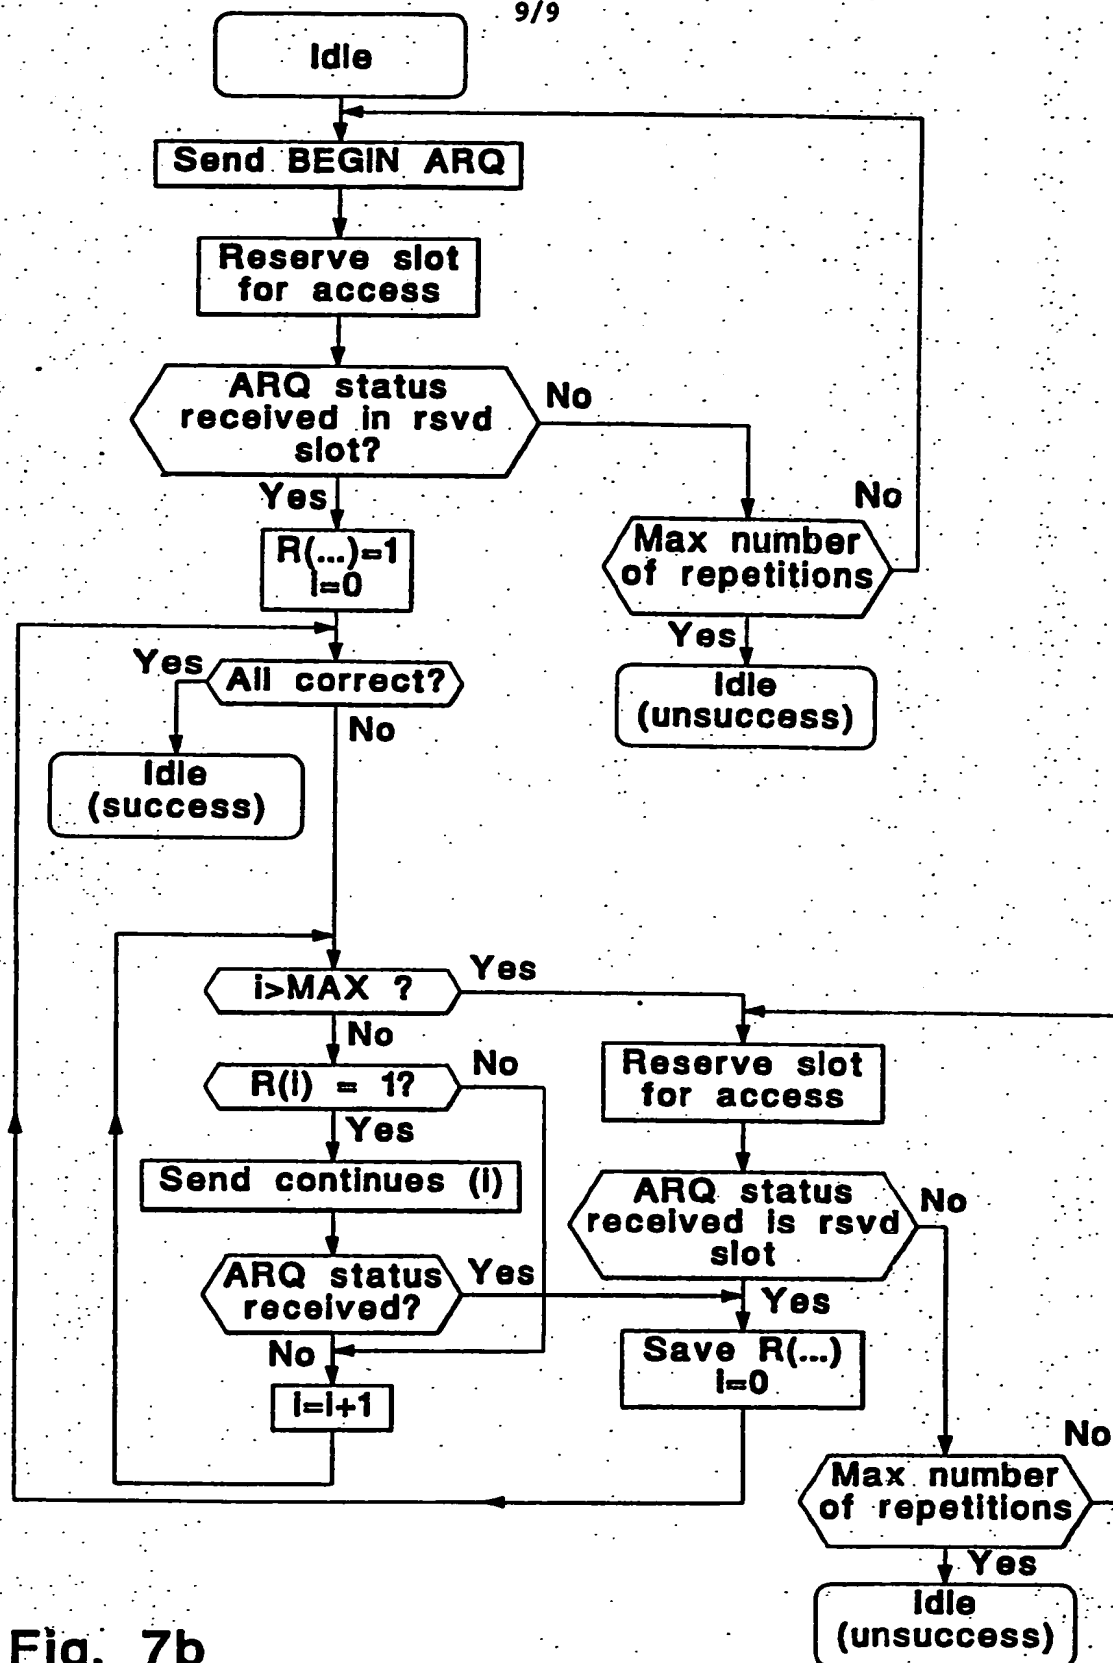 9/9
Idle
Send BEGIN ARQ
Reserve slot
for access
ARQ status
received in rsvd
slot?
No
Yes
No
Max number
of repetitions
R(...)=1
i=0
Yes
Idle
(unsuccess)
Yes
All correct?
No
Idle
(success)
i>MAX ?
Yes
No
R(i) = 1?
No
Reserve slot
for access
Yes
Send continues (i)
ARQ status
received is rsvd
slot
No
ARQ status
received?
Yes
Yes
No
Save R(...)
i=0
i=i+1
No
Max number
of repetitions
Yes
Idle
(unsuccess)
Fig. 7b